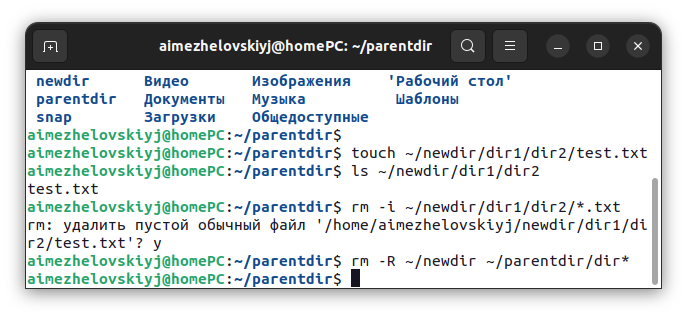 aimezhelovskiyj@homePC: ~/parentdir
newdir Видео Изображения 'Рабочий стол'
parentdir Документы Музыка Шаблоны
snap Загрузки Общедоступные
aimezhelovskiyj@homePC:~/parentdir$
aimezhelovskiyj@homePC:~/parentdir$ touch ~/newdir/dir1/dir2/test.txt
aimezhelovskiyj@homePC:~/parentdir$ ls ~/newdir/dir1/dir2
test.txt
aimezhelovskiyj@homePC:~/parentdir$ rm -i ~/newdir/dir1/dir2/*.txt
rm: удалить пустой обычный файл '/home/aimezhelovskiyj/newdir/dir1/di
r2/test.txt'? y
aimezhelovskiyj@homePC:~/parentdir$ rm -R ~/newdir ~/parentdir/dir*
aimezhelovskiyj@homePC:~/parentdir$